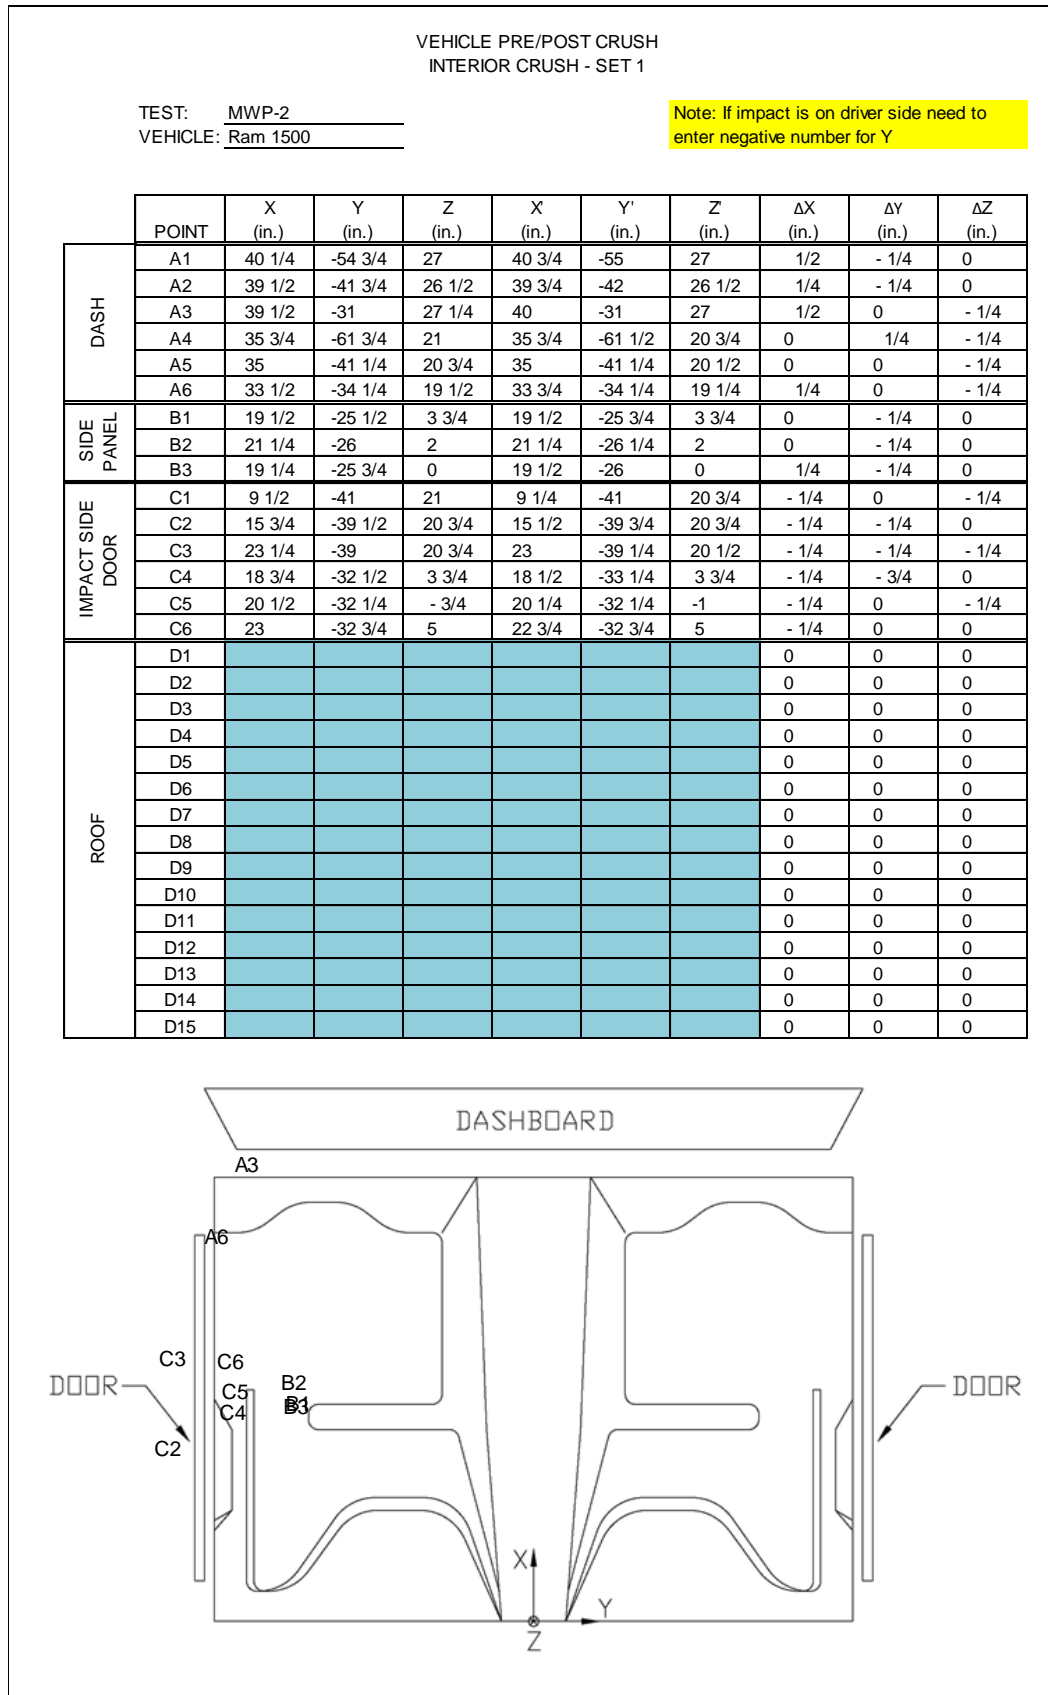 VEHICLE PRE/POST CRUSH
INTERIOR CRUSH - SET 1
TEST: MWP-2
VEHICLE: Ram 1500
Note: If impact is on driver side need to
enter negative number for Y
POINT X (in.) Y (in.) Z (in.) X' (in.) Y' (in.) Z' (in.) ΔX (in.) ΔY (in.) ΔZ (in.)
DASH
A1 40 1/4 -54 3/4 27 40 3/4 -55 27 1/2 - 1/4 0
A2 39 1/2 -41 3/4 26 1/2 39 3/4 -42 26 1/2 1/4 - 1/4 0
A3 39 1/2 -31 27 1/4 40 -31 27 1/2 0 - 1/4
A4 35 3/4 -61 3/4 21 35 3/4 -61 1/2 20 3/4 0 1/4 - 1/4
A5 35 -41 1/4 20 3/4 35 -41 1/4 20 1/2 0 0 - 1/4
A6 33 1/2 -34 1/4 19 1/2 33 3/4 -34 1/4 19 1/4 1/4 0 - 1/4
SIDE PANEL
B1 19 1/2 -25 1/2 3 3/4 19 1/2 -25 3/4 3 3/4 0 - 1/4 0
B2 21 1/4 -26 2 21 1/4 -26 1/4 2 0 - 1/4 0
B3 19 1/4 -25 3/4 0 19 1/2 -26 0 1/4 - 1/4 0
IMPACT SIDE DOOR
C1 9 1/2 -41 21 9 1/4 -41 20 3/4 - 1/4 0 - 1/4
C2 15 3/4 -39 1/2 20 3/4 15 1/2 -39 3/4 20 3/4 - 1/4 - 1/4 0
C3 23 1/4 -39 20 3/4 23 -39 1/4 20 1/2 - 1/4 - 1/4 - 1/4
C4 18 3/4 -32 1/2 3 3/4 18 1/2 -33 1/4 3 3/4 - 1/4 - 3/4 0
C5 20 1/2 -32 1/4 - 3/4 20 1/4 -32 1/4 -1 - 1/4 0 - 1/4
C6 23 -32 3/4 5 22 3/4 -32 3/4 5 - 1/4 0 0
ROOF
D1 0 0 0
D2 0 0 0
D3 0 0 0
D4 0 0 0
D5 0 0 0
D6 0 0 0
D7 0 0 0
D8 0 0 0
D9 0 0 0
D10 0 0 0
D11 0 0 0
D12 0 0 0
D13 0 0 0
D14 0 0 0
D15 0 0 0
DASHBOARD
A3
A6
C3
C6
DOOR
C5
B2
B1
B3
DOOR
C4
C2
X
Y
Z